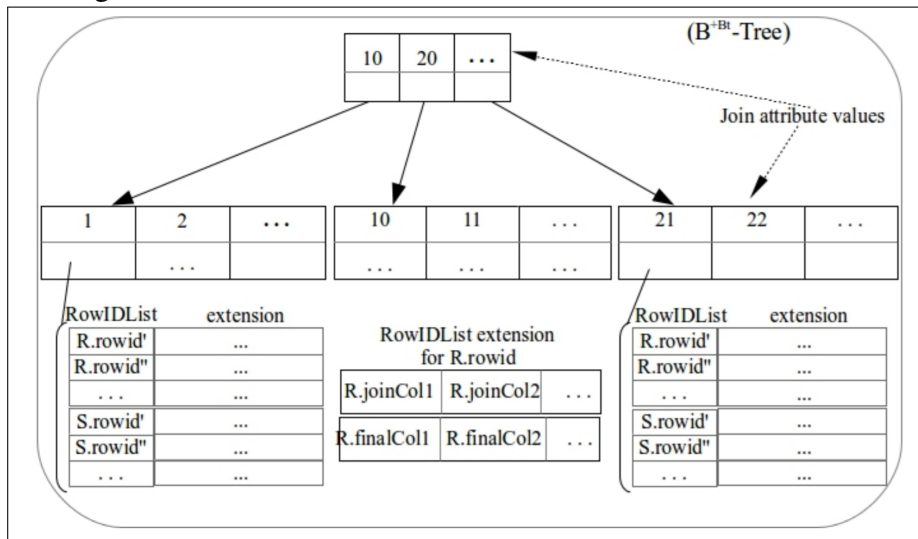 (B+Bt-Tree)
10 20 ...
Join attribute values
1 2 ... 10 11 ... 21 22 ...
... ... ... ...
RowIDList extension
R.rowid' ...
R.rowid" ...
... ...
S.rowid' ...
S.rowid" ...
... ...
RowIDList extension
for R.rowid
R.joinCol1 R.joinCol2 ...
R.finalCol1 R.finalCol2 ...
RowIDList extension
R.rowid' ...
R.rowid" ...
... ...
S.rowid' ...
S.rowid" ...
... ...